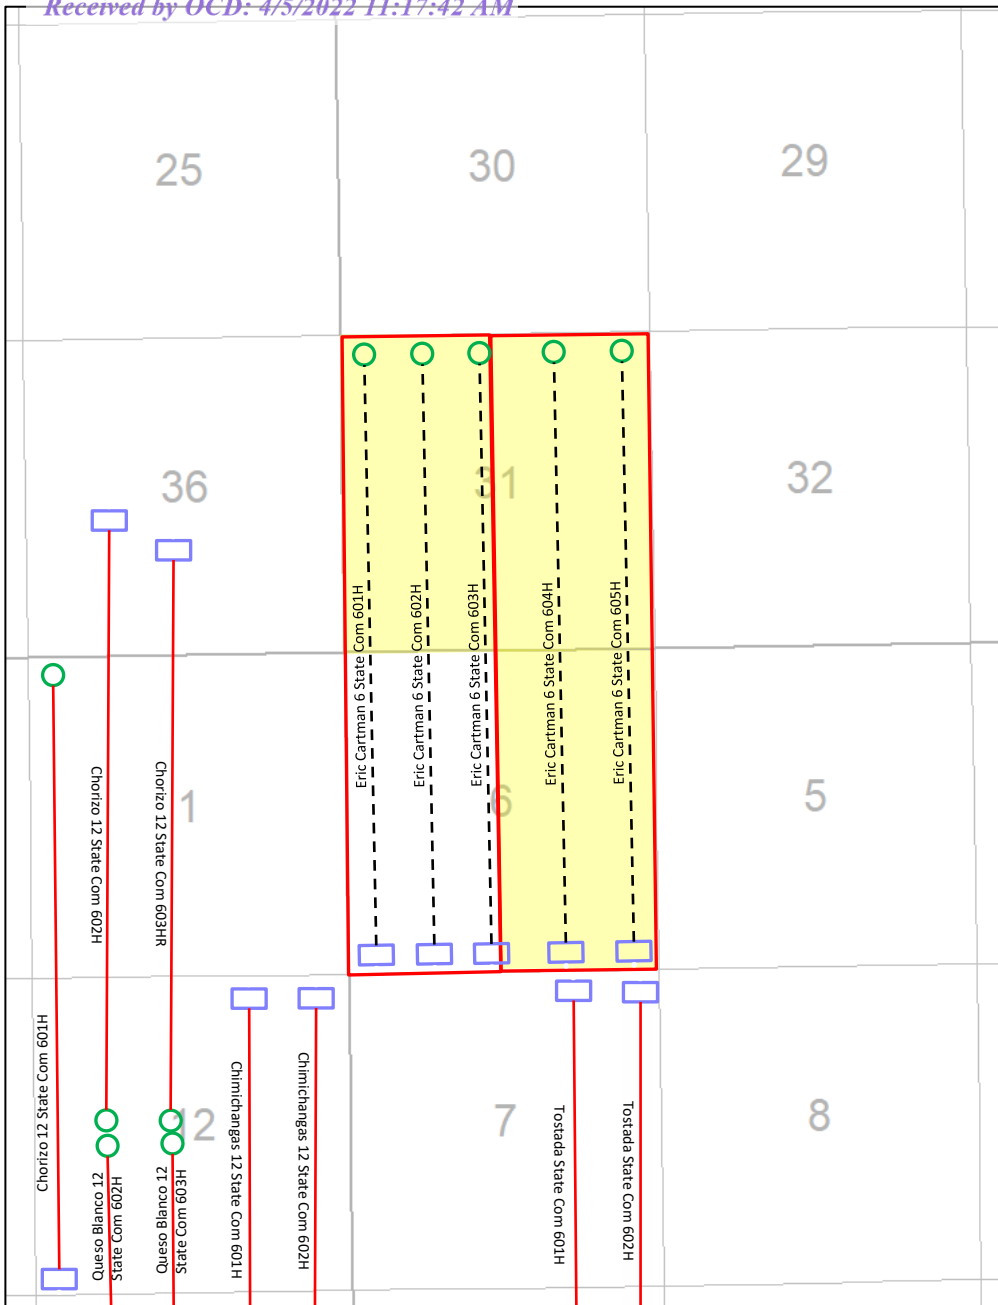 Received by OCD: 4/5/2022 11:17:42 AM
25
30
29
36
31
32
Eric Cartman 6 State Com 601H
Eric Cartman 6 State Com 602H
Eric Cartman 6 State Com 603H
Eric Cartman 6 State Com 604H
Eric Cartman 6 State Com 605H
1
6
5
Chorizo 12 State Com 602H
Chorizo 12 State Com 603HR
Chorizo 12 State Com 601H
12
7
8
Queso Blanco 12
State Com 602H
Queso Blanco 12
State Com 603H
Chimichangas 12 State Com 601H
Chimichangas 12 State Com 602H
Tostada State Com 601H
Tostada State Com 602H